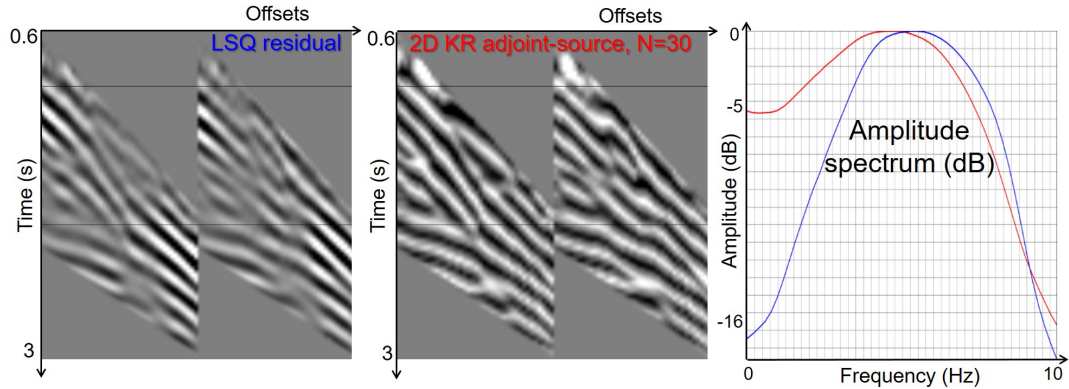 Offsets
0.6
LSQ residual
Time (s)
3
Offsets
0.6
2D KR adjoint-source, N=30
Time (s)
3
0
-5
-16
Amplitude (dB)
Amplitude
spectrum (dB)
0
Frequency (Hz)
10